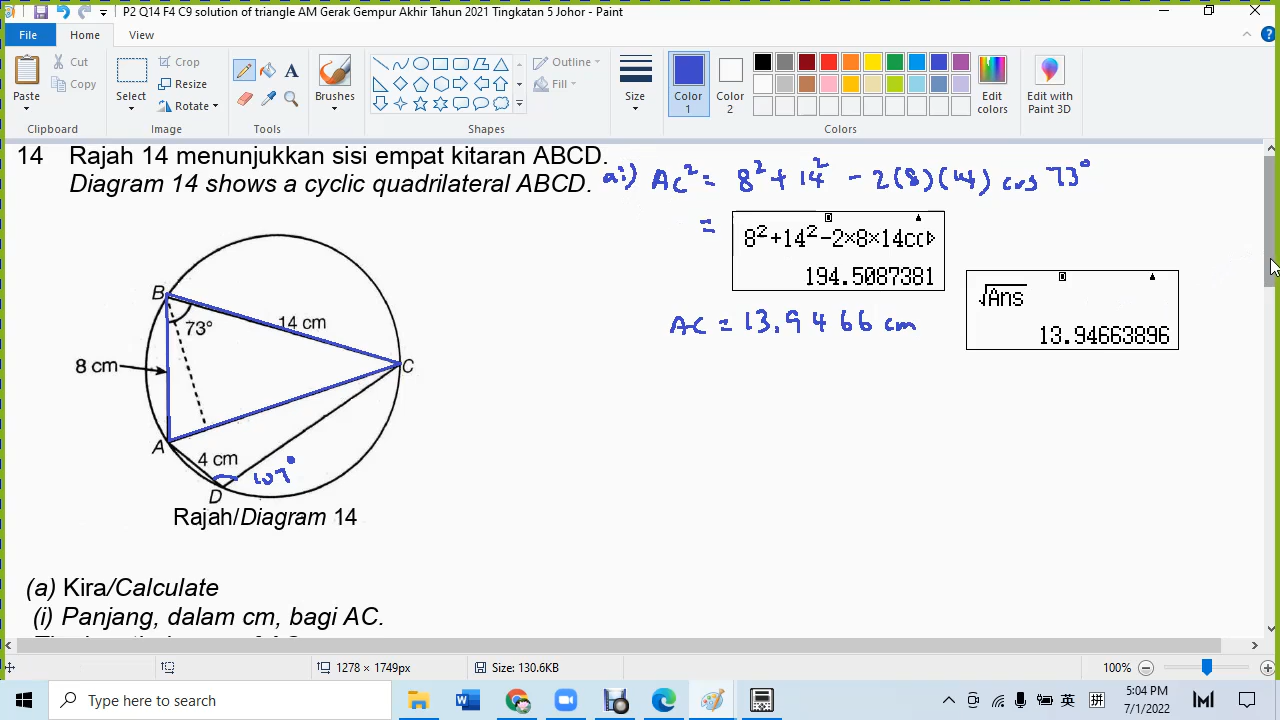 P2 Q14 F4 C9 solution of triangle AM Gerak Gempur Akhir Tahun 2021 Tingkatan 5 Johor - Paint
File Home View
Paste Cut Copy Select Crop Resize Rotate A Brushes Outline Fill Size Color 1 Color 2 Edit colors Edit with Paint 3D
Clipboard Image Tools Shapes Colors
14 Rajah 14 menunjukkan sisi empat kitaran ABCD.
Diagram 14 shows a cyclic quadrilateral ABCD.
ai) AC² = 8² + 14² - 2(8)(14) cos 73°
=
8²+14²-2×8×14co
194.5087381
AC = 13.9466 cm
√Ans
13.94663896
B
73°
14 cm
8 cm
C
A
4 cm
107°
D
Rajah/Diagram 14
(a) Kira/Calculate
(i) Panjang, dalam cm, bagi AC.
1278 × 1749px Size: 130.6KB 100%
Type here to search
英 拼 5:04 PM
7/1/2022